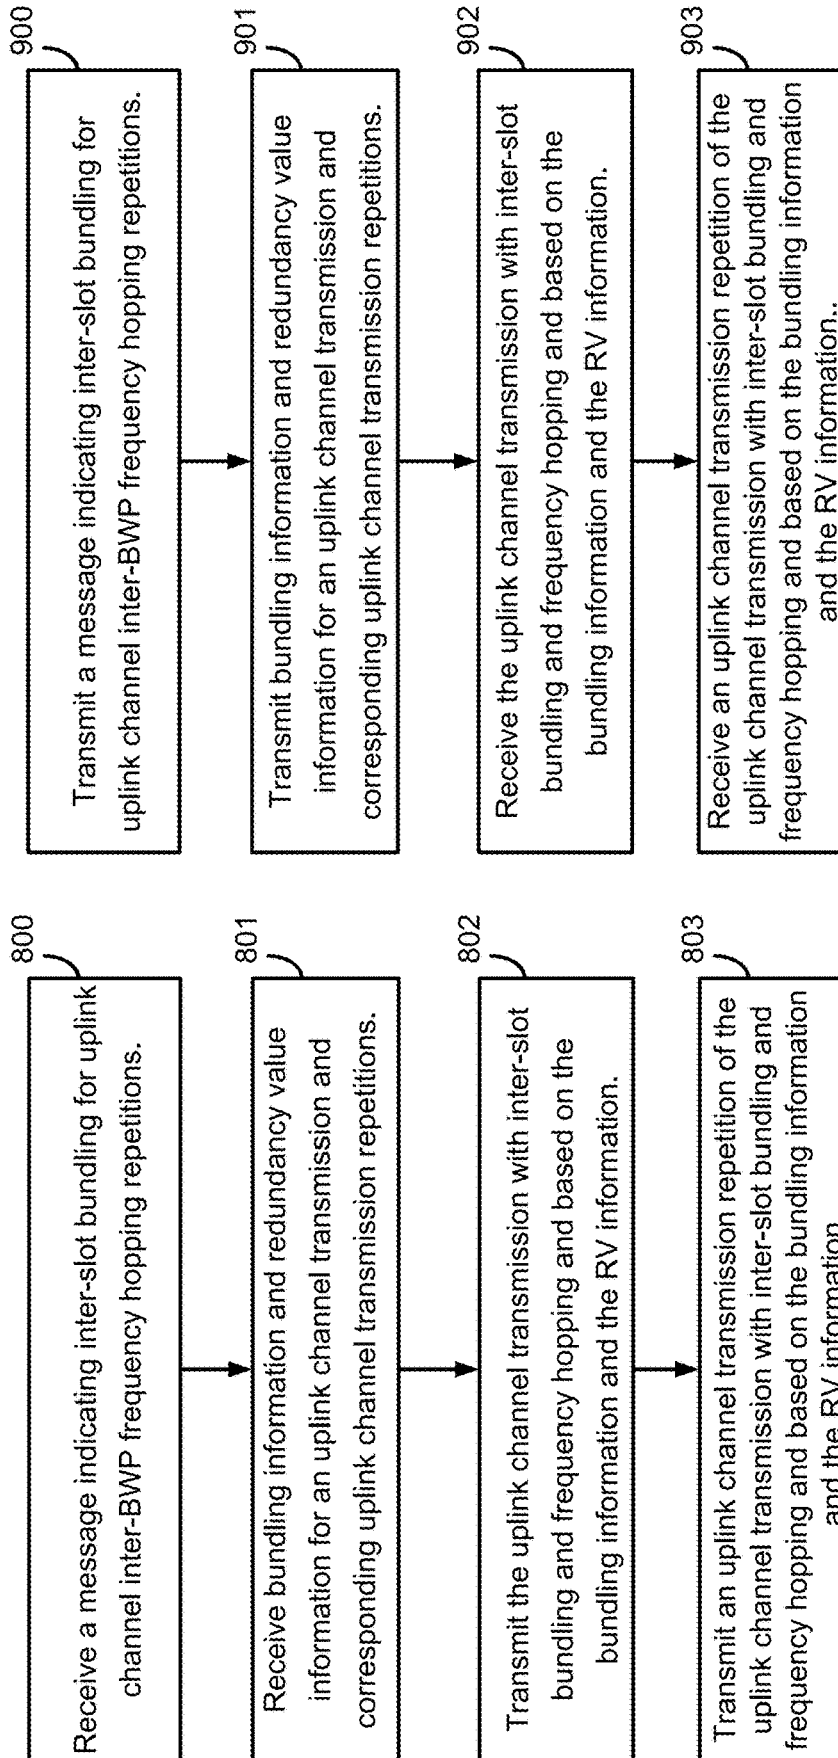 800
Receive a message indicating inter-slot bundling for uplink
channel inter-BWP frequency hopping repetitions.
801
Receive bundling information and redundancy value
information for an uplink channel transmission and
corresponding uplink channel transmission repetitions.
802
Transmit the uplink channel transmission with inter-slot
bundling and frequency hopping and based on the
bundling information and the RV information.
803
Transmit an uplink channel transmission repetition of the
uplink channel transmission with inter-slot bundling and
frequency hopping and based on the bundling information
and the RV information
900
Transmit a message indicating inter-slot bundling for
uplink channel inter-BWP frequency hopping repetitions.
901
Transmit bundling information and redundancy value
information for an uplink channel transmission and
corresponding uplink channel transmission repetitions.
902
Receive the uplink channel transmission with inter-slot
bundling and frequency hopping and based on the
bundling information and the RV information.
903
Receive an uplink channel transmission repetition of the
uplink channel transmission with inter-slot bundling and
frequency hopping and based on the bundling information
and the RV information..